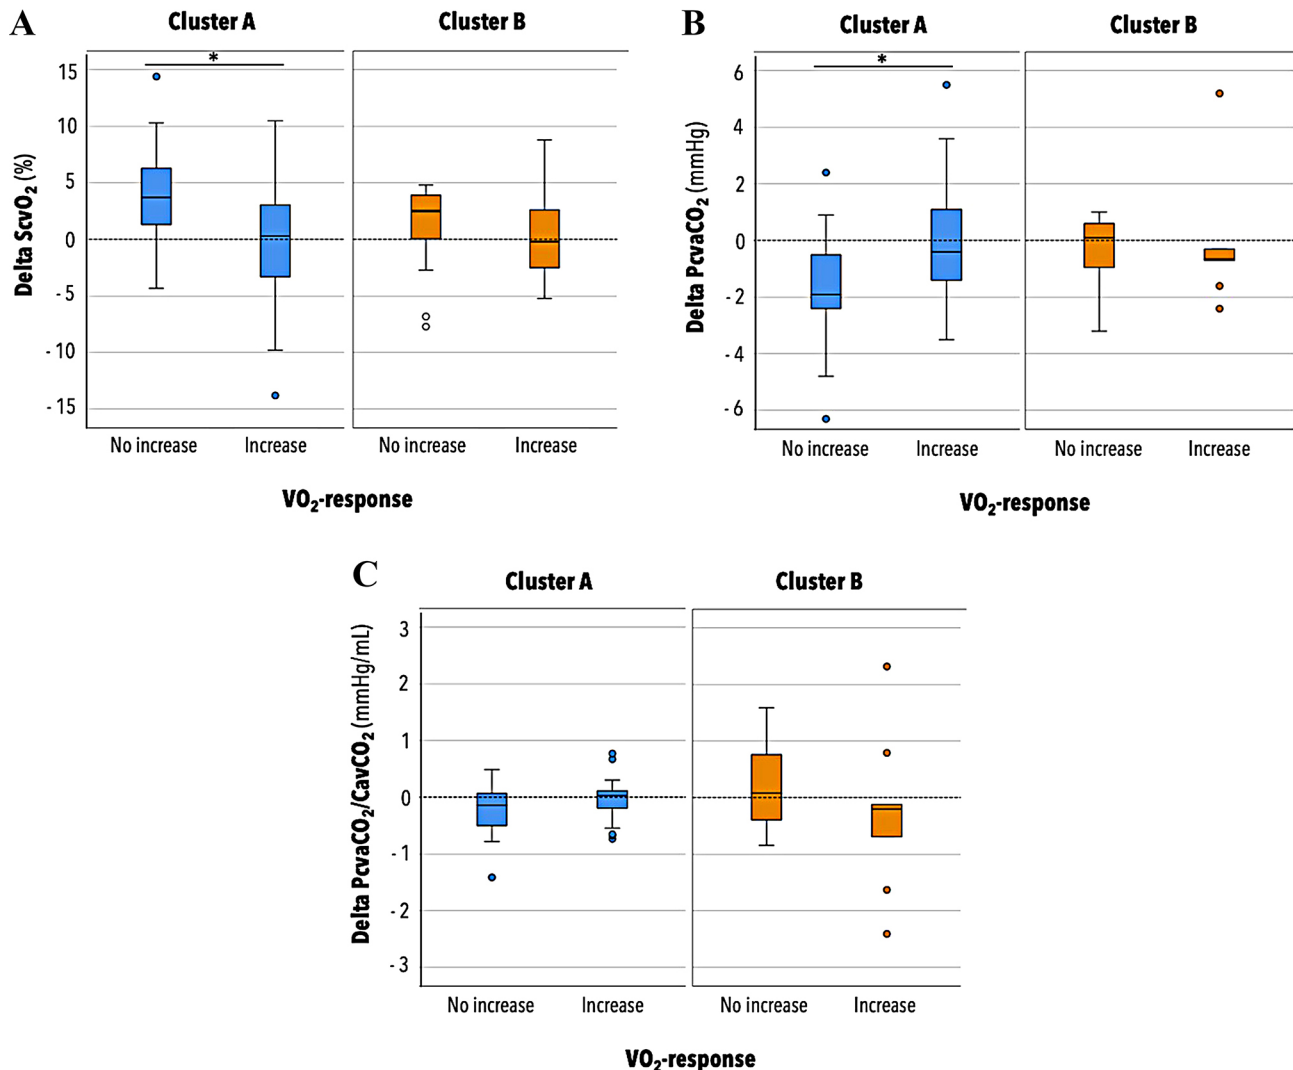 A
Cluster A
Cluster B
*
Delta ScvO2 (%)
15
10
5
0
- 5
- 10
- 15
No increase
Increase
No increase
Increase
VO2-response
B
Cluster A
Cluster B
*
Delta PcvaCO2 (mmHg)
6
4
2
0
- 2
- 4
- 6
No increase
Increase
No increase
Increase
VO2-response
C
Cluster A
Cluster B
Delta PcvaCO2/CavCO2 (mmHg/mL)
3
2
1
0
- 1
- 2
- 3
No increase
Increase
No increase
Increase
VO2-response